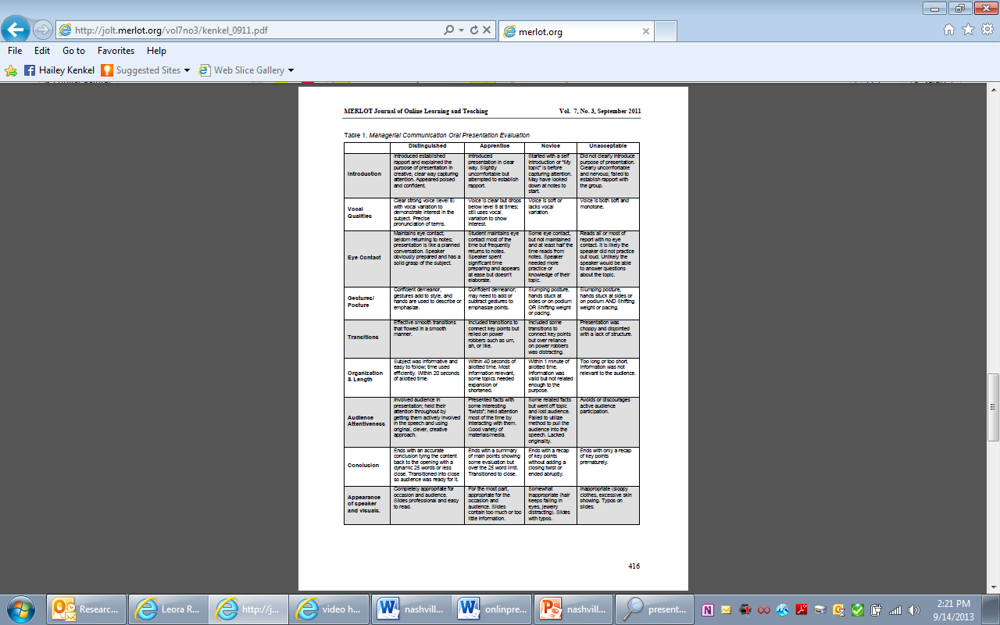 http://jolt.merlot.org/vol7no3/kenkel_0911.pdf
merlot.org
File Edit Go to Favorites Help
Hailey Kenkel Suggested Sites Web Slice Gallery
MERLOT Journal of Online Learning and Teaching Vol. 7, No. 3, September 2011
Table 1. Managerial Communication Oral Presentation Evaluation
Distinguished Apprentice Novice Unacceptable
Introduction
Introduced established
rapport and explained the
purpose of presentation in
creative, clear way capturing
attention. Appeared poised
and confident.
Introduced
presentation in clear
way. Slightly
uncomfortable but
attempted to establish
rapport.
Started with a self
introduction or "My
topic" is before
capturing attention.
May have looked
down at notes to
start.
Did not clearly introduce
purpose of presentation.
Clearly uncomfortable
and nervous; failed to
establish rapport with
the group.
Vocal
Qualities
Clear strong voice (level 8)
with vocal variation to
demonstrate interest in the
subject. Precise
pronunciation of terms.
Voice is clear but drops
below level 8 at times;
still uses vocal
variation to show
interest.
Voice is soft or
lacks vocal
variation.
Voice is both soft and
monotone.
Eye Contact
Maintains eye contact;
seldom returning to notes;
presentation is like a planned
conversation. Speaker
obviously prepared and has a
solid grasp of the subject.
Student maintains eye
contact most of the
time but frequently
returns to notes.
Speaker spent
significant time
preparing and appears
at ease but doesn't
elaborate.
Some eye contact,
but not maintained
and at least half the
time reads from
notes. Speaker
needed more
practice or
knowledge of their
topic.
Reads all or most of
report with no eye
contact. It is likely the
speaker did not practice
out loud. Unlikely the
speaker would be able
to answer questions
about the topic.
Gestures/
Posture
Confident demeanor,
gestures add to style, and
hands are used to describe or
emphasize.
Confident demeanor;
may need to add or
subtract gestures to
emphasize points.
Slumping posture,
hands stuck at
sides or on podium
OR Shifting weight
or pacing.
Slumping posture,
hands stuck at sides or
on podium AND Shifting
weight or pacing.
Transitions
Effective smooth transitions
that flowed in a smooth
manner.
Included transitions to
connect key points but
relied on power
robbers such as um,
ah, or like.
Included some
transitions to
connect key points
but over reliance
on power robbers
was distracting.
Presentation was
choppy and disjointed
with a lack of structure.
Organization
& Length
Subject was informative and
easy to follow; time used
efficiently. Within 20 seconds
of allotted time.
Within 40 seconds of
allotted time. Most
information relevant,
some topics needed
expansion or
shortened.
Within 1 minute of
allotted time.
Information was
valid but not related
enough to the
purpose.
Too long or too short.
Information was not
relevant to the audience.
Audience
Attentiveness
Involved audience in
presentation; held their
attention throughout by
getting them actively involved
in the speech and using
original, clever, creative
approach.
Presented facts with
some interesting
"twists"; held attention
most of the time by
interacting with them.
Good variety of
materials/media.
Some related facts
but went off topic
and lost audience.
Failed to utilize
method to pull the
audience into the
speech. Lacked
originality.
Avoids or discourages
active audience
participation.
Conclusion
Ends with an accurate
conclusion tying the content
back to the opening with a
dynamic 25 words or less
close. Transitioned into close
so audience was ready for it.
Ends with a summary
of main points showing
some evaluation but
over the 25 word limit.
Transitioned to close.
Ends with a recap
of key points
without adding a
closing twist or
ended abruptly.
Ends with only a recap
of key points
prematurely.
Appearance
of speaker
and visuals.
Completely appropriate for
occasion and audience.
Slides professional and easy
to read.
For the most part,
appropriate for the
occasion and
audience. Slides
contain too much or too
little information.
Somewhat
inappropriate (hair
keeps falling in
eyes, jewelry
distracting). Slides
with typos.
Inappropriate (sloppy
clothes, excessive skin
showing. Typos on
slides.
416
Researc... Leora R... http://j... video h... nashvill... onlinpre... nashvill... present... 2:21 PM
9/14/2013